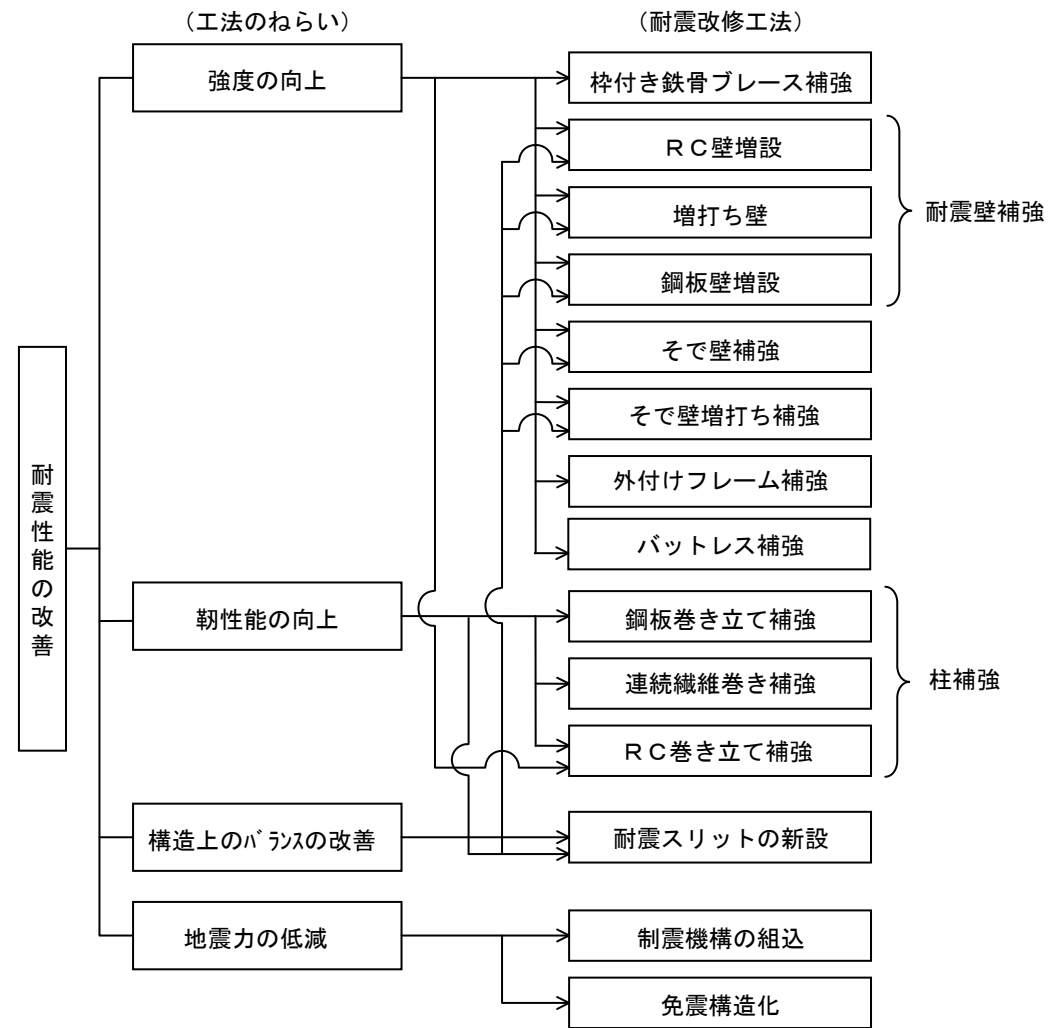 （工法のねらい）
（耐震改修工法）
強度の向上
枠付き鉄骨ブレース補強
ＲＣ壁増設
増打ち壁
鋼板壁増設
耐震壁補強
そで壁補強
そで壁増打ち補強
外付けフレーム補強
バットレス補強
耐震性能の改善
靭性能の向上
鋼板巻き立て補強
連続繊維巻き補強
ＲＣ巻き立て補強
柱補強
構造上のﾊﾞﾗﾝｽの改善
耐震スリットの新設
地震力の低減
制震機構の組込
免震構造化